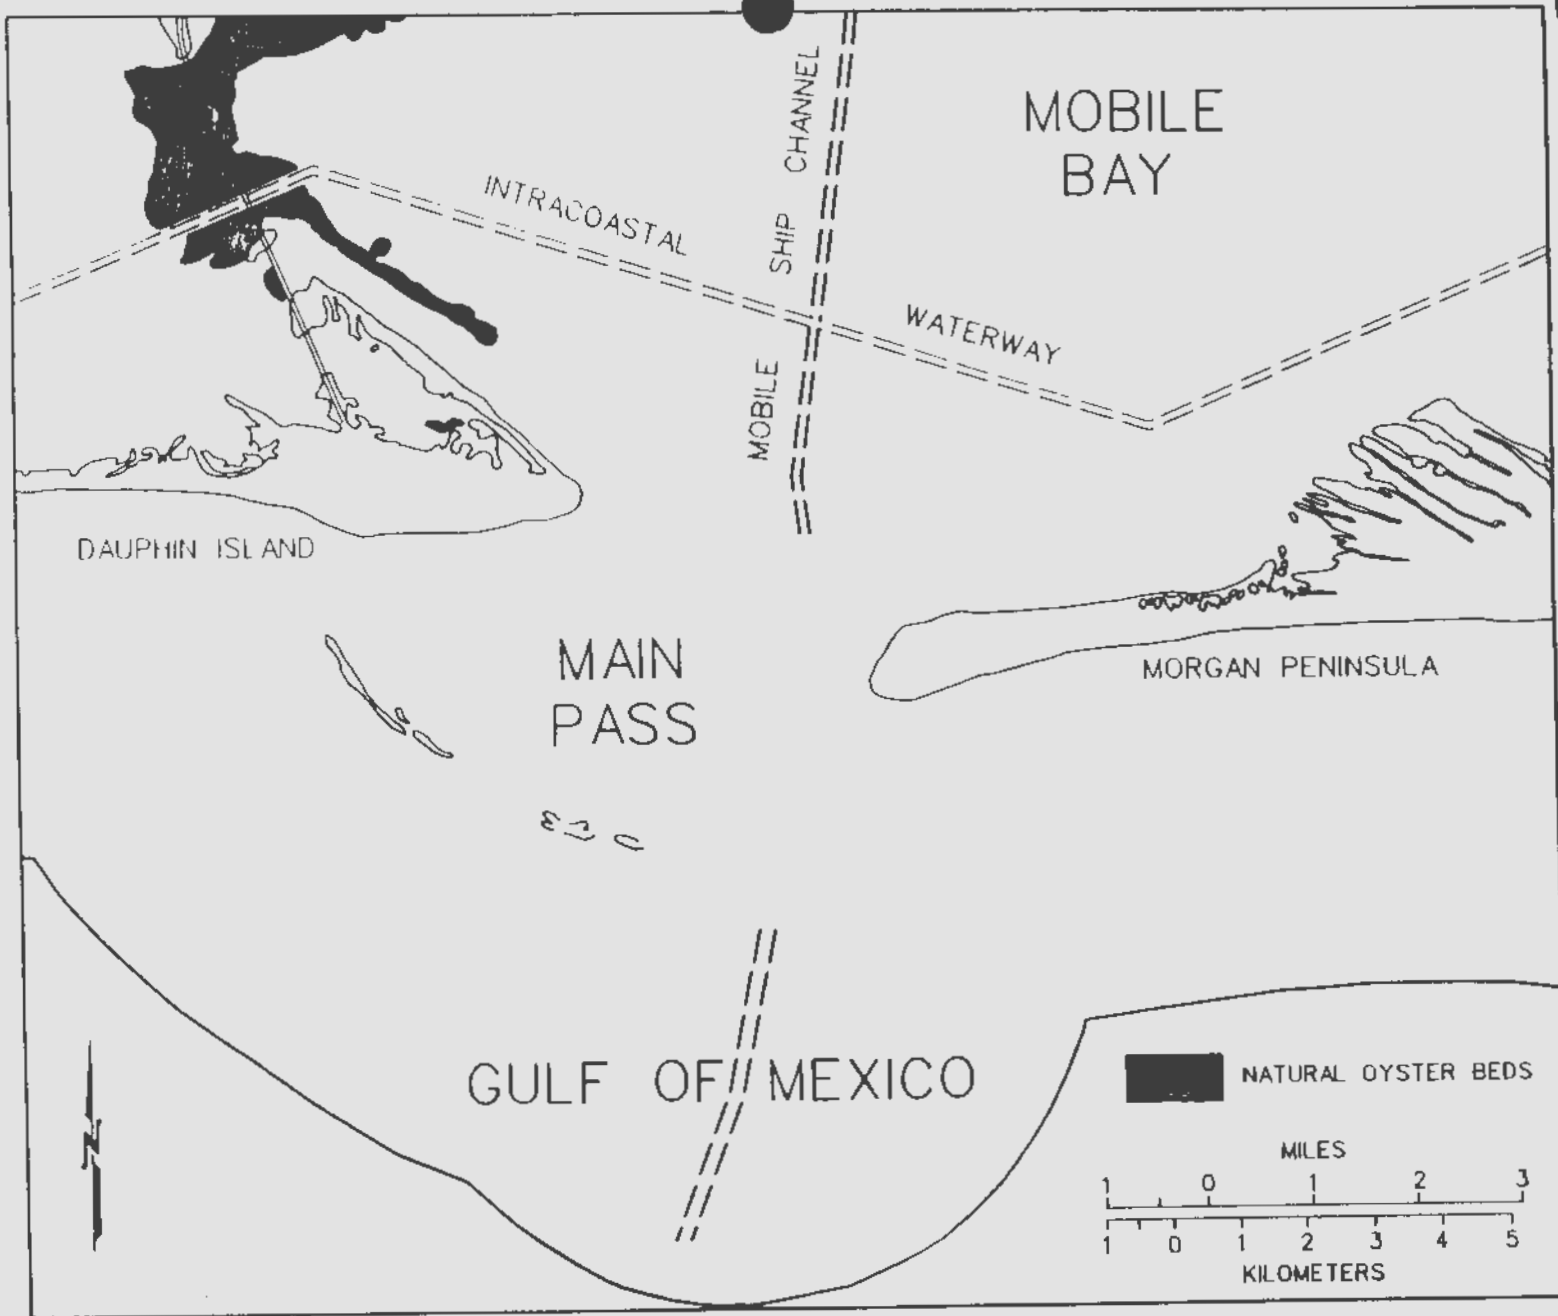 MOBILE
BAY
MOBILE SHIP CHANNEL
INTRACOASTAL WATERWAY
DAUPHIN ISLAND
MAIN
PASS
MORGAN PENINSULA
GULF OF MEXICO
NATURAL OYSTER BEDS
N
MILES
1 0 1 2 3
1 0 1 2 3 4 5
KILOMETERS